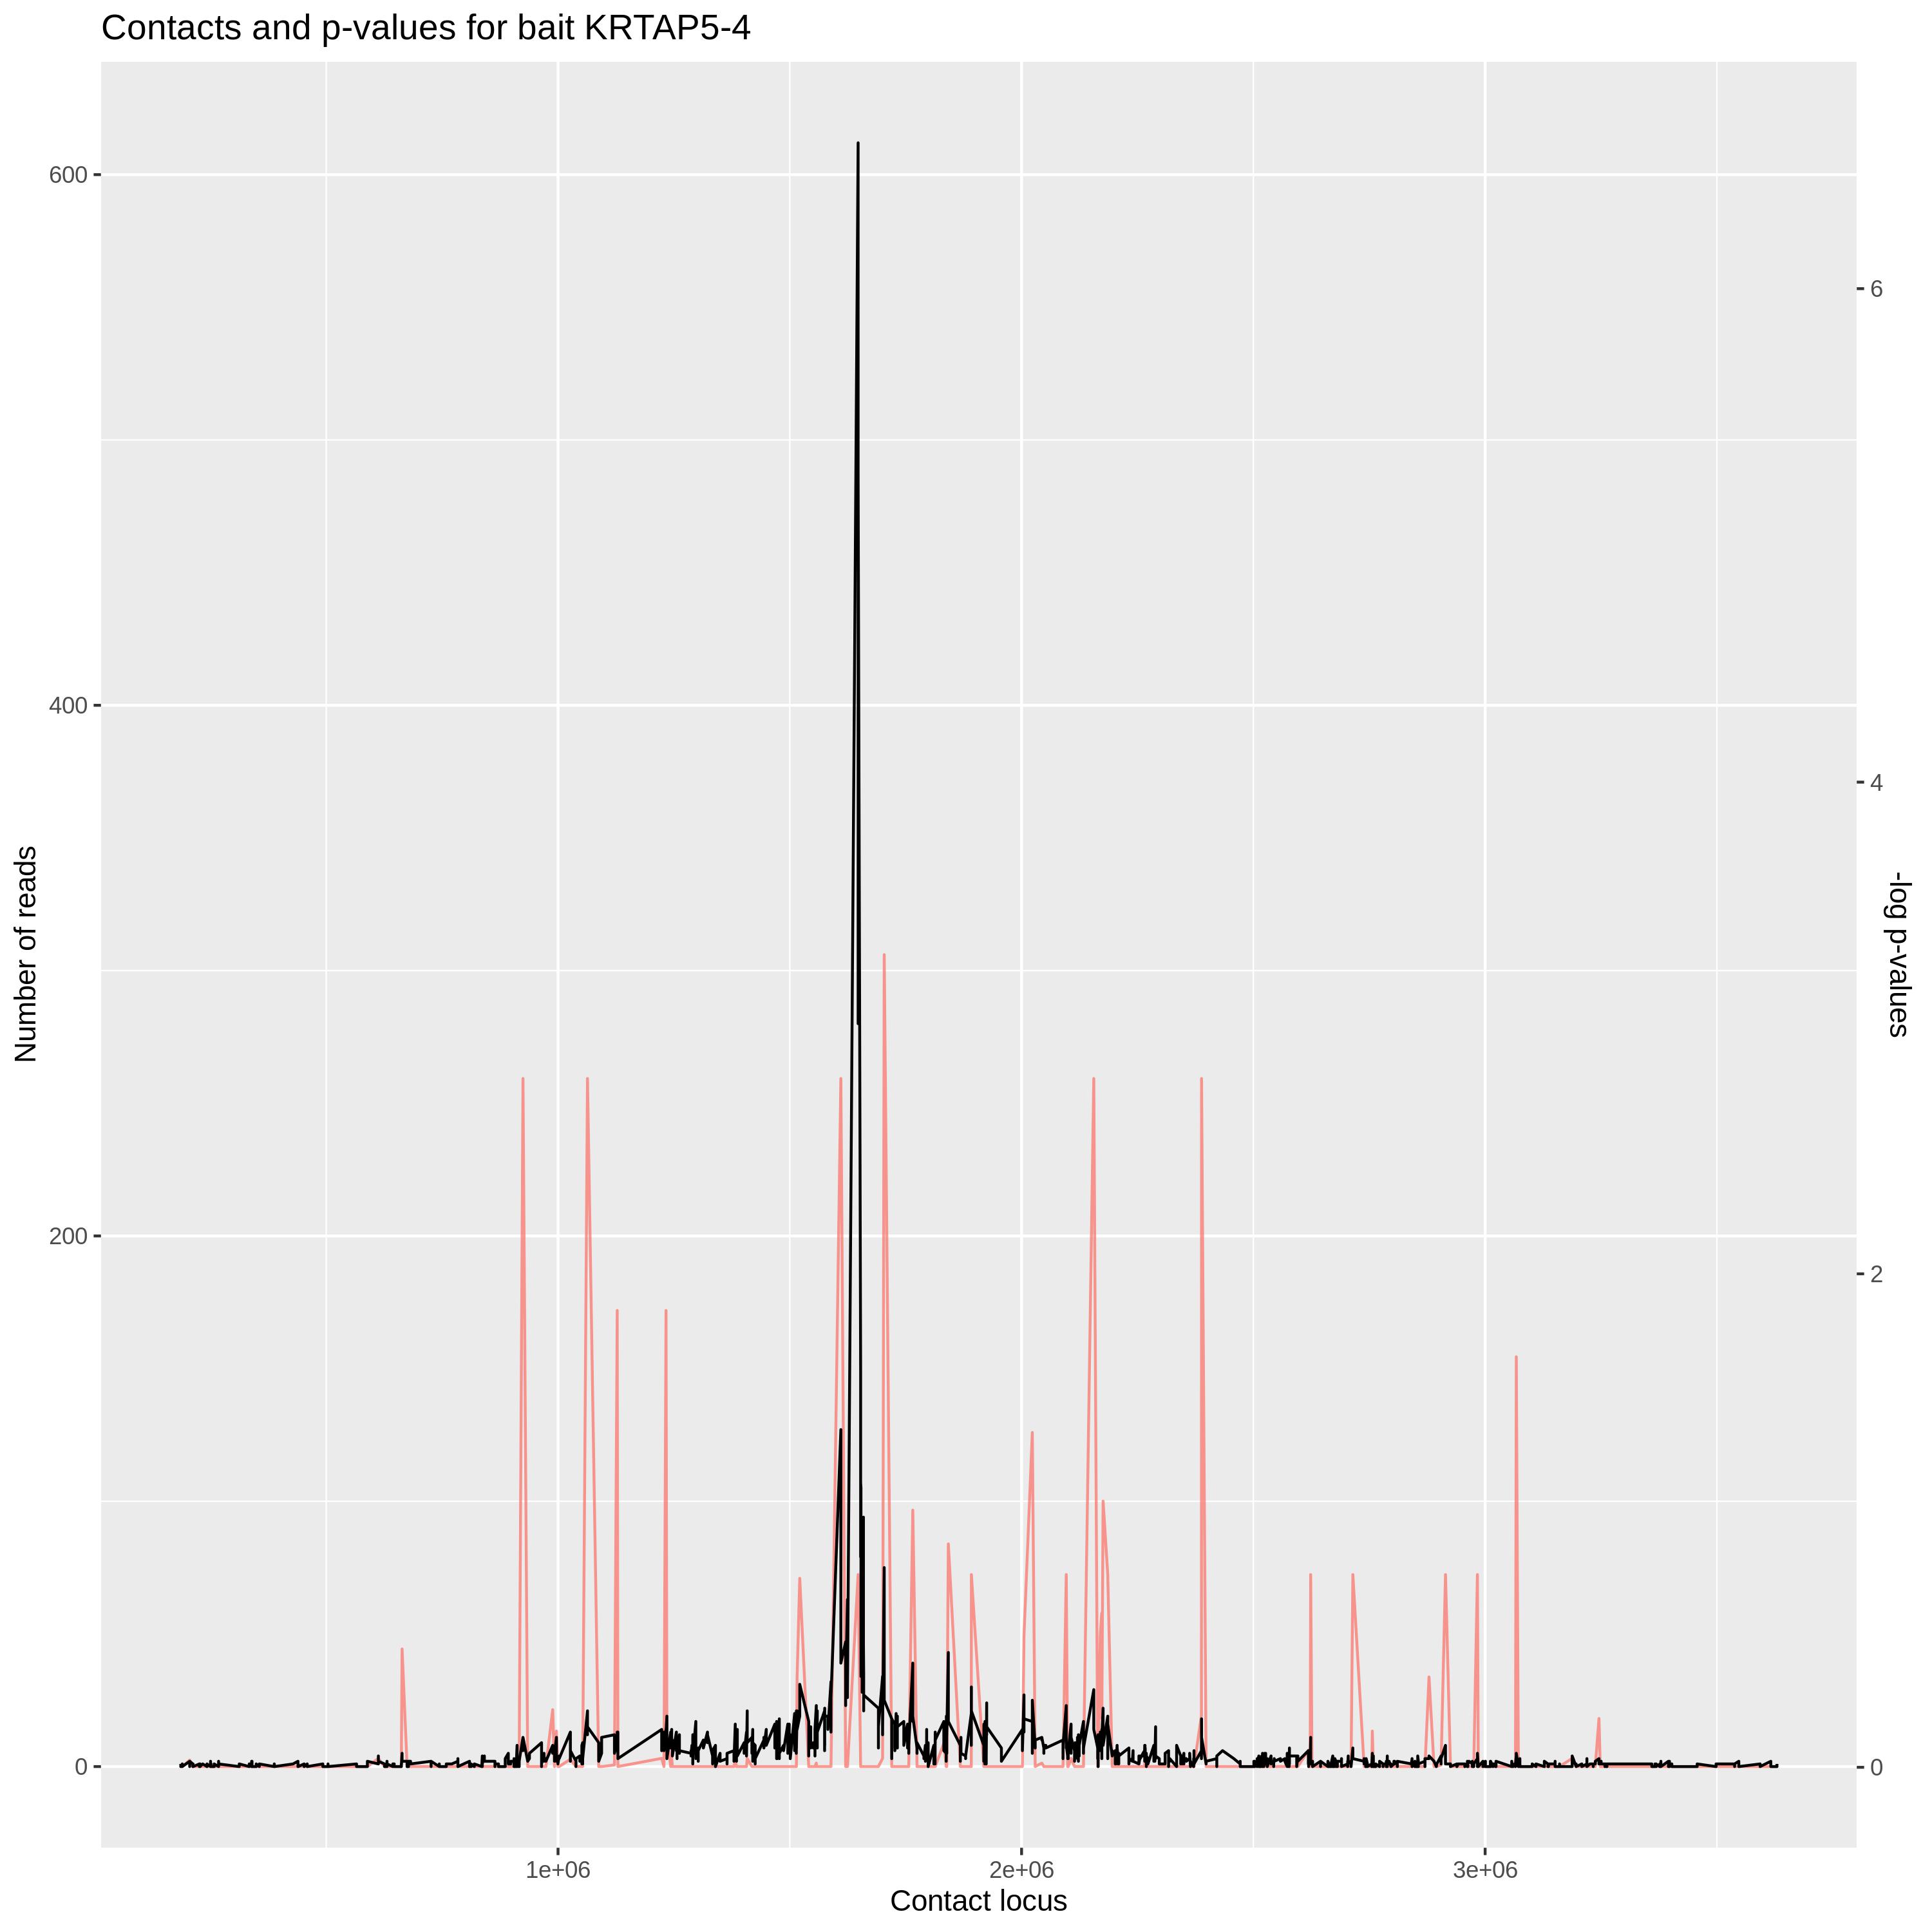 Contacts and p-values for bait KRTAP5-4
600
400
200
0
Number of reads
6
4
2
0
-log p-values
1e+06
2e+06
3e+06
Contact locus